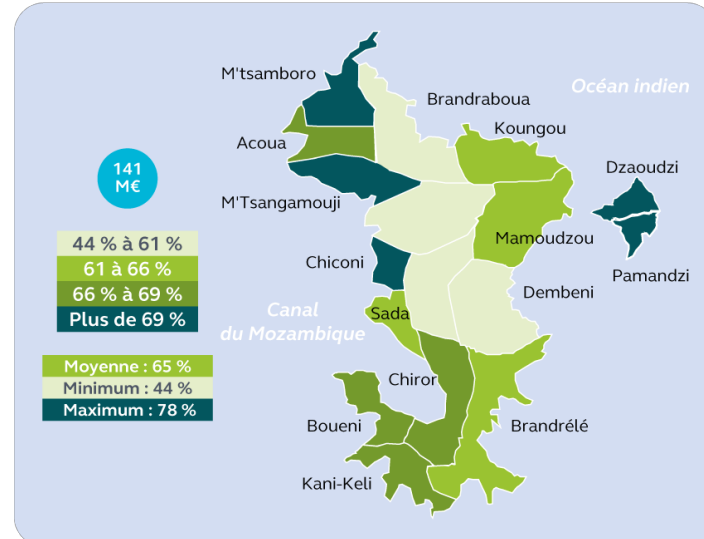 M'tsamboro
Brandraboua
Océan indien
Koungou
Acoua
Dzaoudzi
141
M€
M'Tsangamouji
44 % à 61 %
61 à 66 %
66 % à 69 %
Plus de 69 %
Mamoudzou
Chiconi
Pamandzi
Dembeni
Canal
du Mozambique
Sada
Moyenne : 65 %
Minimum : 44 %
Maximum : 78 %
Chiror
Boueni
Brandrélé
Kani-Keli